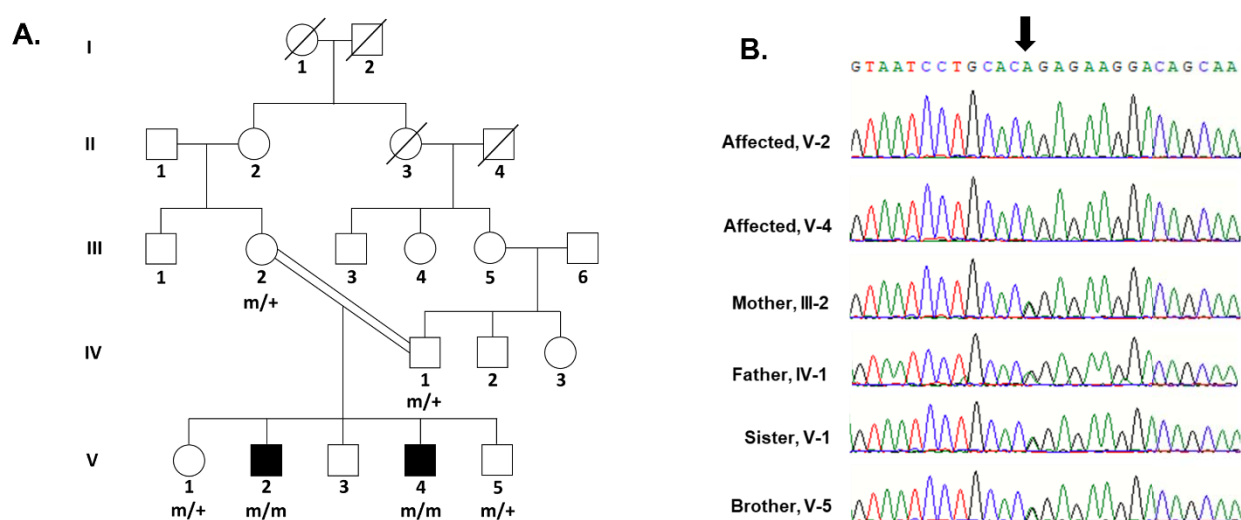 A.
I
1 2
II
1 2 3 4
III
1 2 3 4 5 6
m/+
IV
1 2 3
m/+
V
1 2 3 4 5
m/+ m/m m/m m/+
B.
GTAATCCTGCACAGAGAAGGACAGCAA
Affected, V-2
Affected, V-4
Mother, III-2
Father, IV-1
Sister, V-1
Brother, V-5